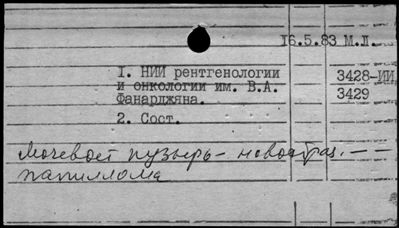 16.5.83 М.Л.
1. НИИ рентгенологии 3428-ИИ
и онкологии им. В.А. 3429
Фанарджяна.
2. Сост.
Мочевой пузырь - новообраз. — —
папиллома